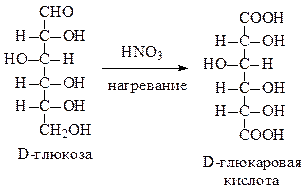 CHO
H OH
HO H
H OH
H OH
CH₂OH
D-глюкоза
HNO₃
нагревание
COOH
H OH
HO H
H OH
H OH
COOH
D-глюкаровая
кислота